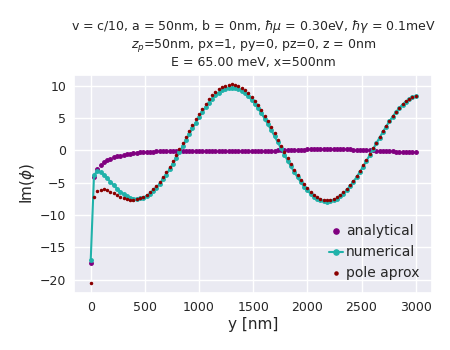 v = c/10, a = 50nm, b = 0nm, ℏμ = 0.30eV, ℏγ = 0.1meV
zₚ=50nm, px=1, py=0, pz=0, z = 0nm
E = 65.00 meV, x=500nm
10
5
0
−5
−10
−15
−20
Im(ϕ)
analytical
numerical
pole aprox
0 500 1000 1500 2000 2500 3000
y [nm]